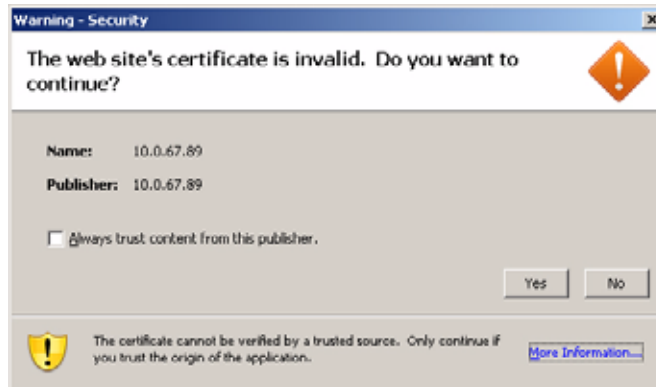 Warning - Security
The web site's certificate is invalid. Do you want to
continue?
Name: 10.0.67.89
Publisher: 10.0.67.89
Always trust content from this publisher.
Yes No
The certificate cannot be verified by a trusted source. Only continue if
you trust the origin of the application.
More Information...